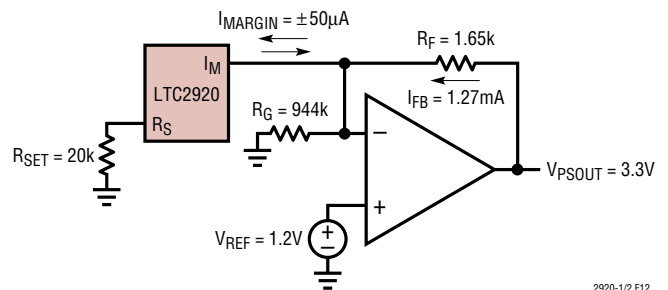 I_MARGIN = ±50µA
R_F = 1.65k
I_M
LTC2920
R_S
I_FB = 1.27mA
R_G = 944k
R_SET = 20k
−
+
V_PSOUT = 3.3V
V_REF = 1.2V
+
−
2920-1/2 F12